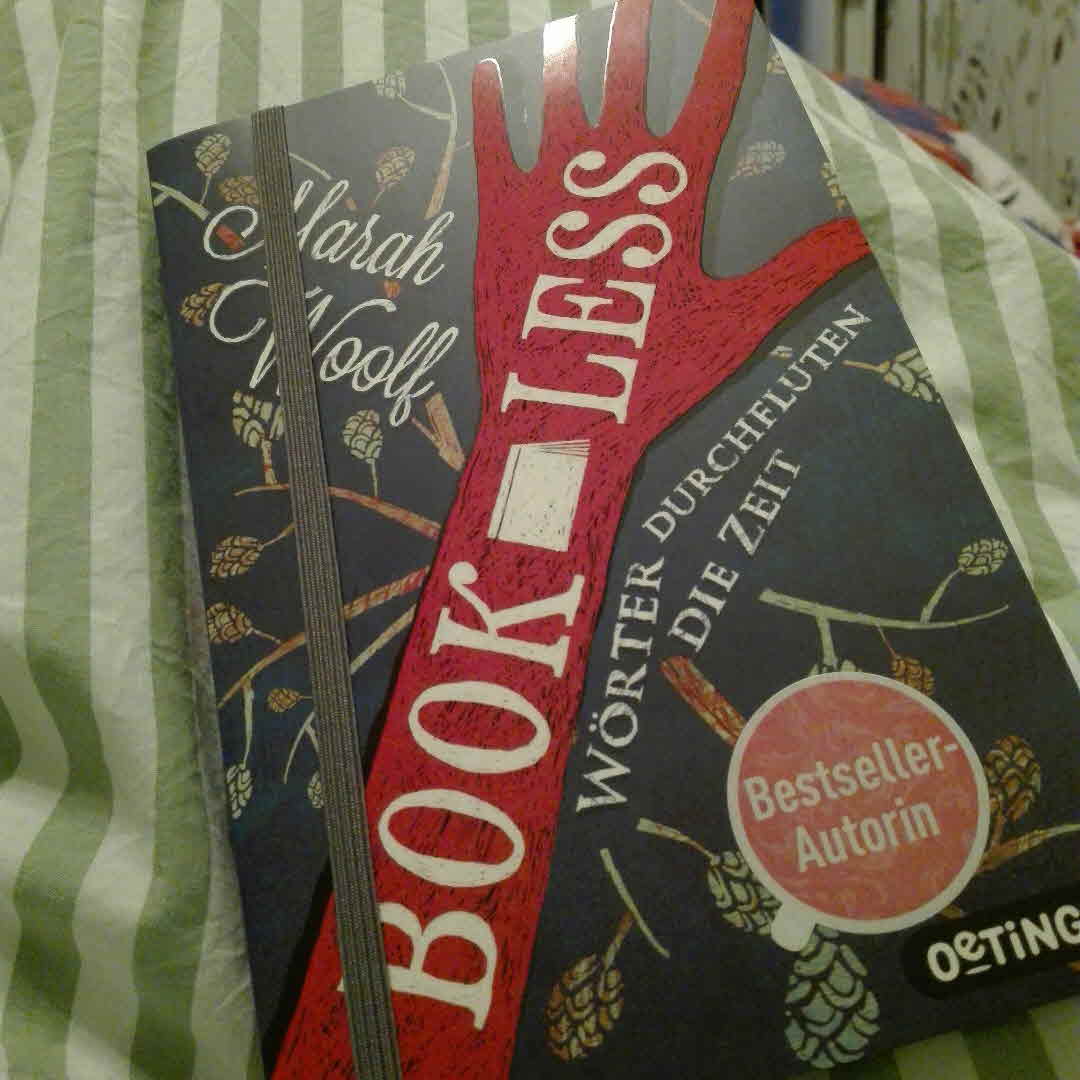 Marah
Woolf
BOOK LESS
WÖRTER DURCHFLUTEN
DIE ZEIT
Bestseller-
Autorin
OETING